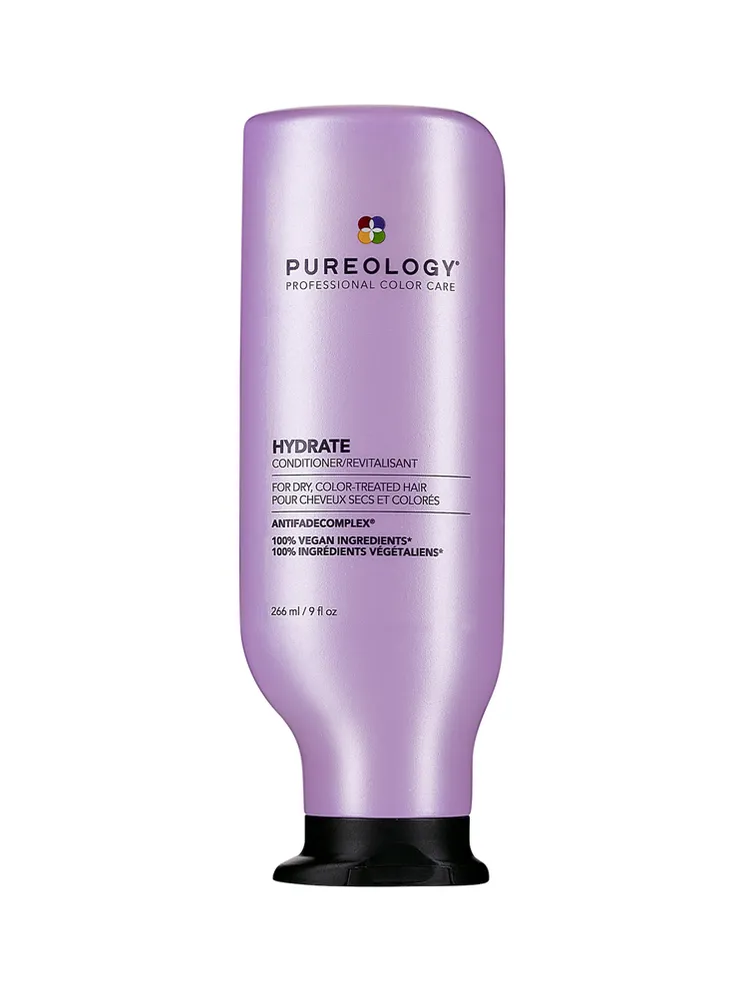 PUREOLOGY®
PROFESSIONAL COLOR CARE
HYDRATE
CONDITIONER/REVITALISANT
FOR DRY, COLOR-TREATED HAIR
POUR CHEVEUX SECS ET COLORÉS
ANTIFADECOMPLEX®
100% VEGAN INGREDIENTS*
100% INGRÉDIENTS VÉGÉTALIENS*
266 ml / 9 fl oz